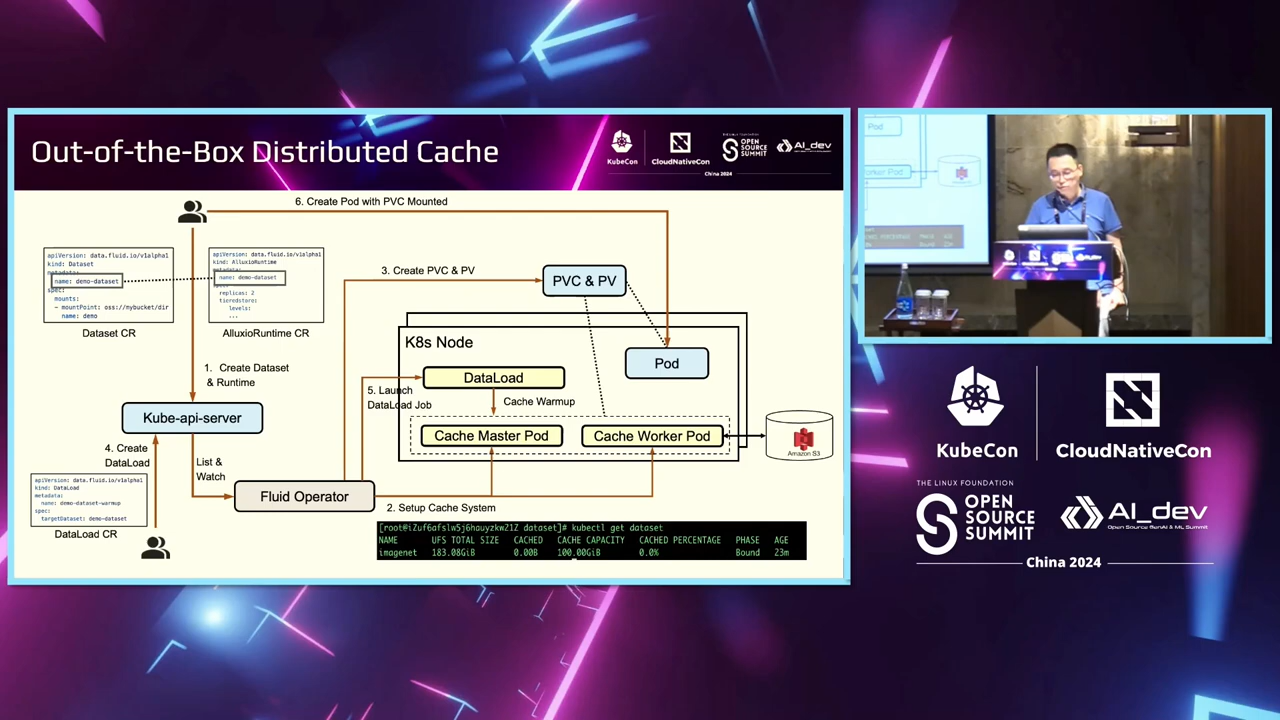 Out-of-the-Box Distributed Cache
KubeCon
CloudNativeCon
THE LINUX FOUNDATION
OPEN
SOURCE
SUMMIT
AI_dev
China 2024
6. Create Pod with PVC Mounted
apiVersion: data.fluid.io/v1alpha1
kind: Dataset
metadata:
name: demo-dataset
spec:
mounts:
- mountPoint: oss://mybucket/dir
name: demo
Dataset CR
apiVersion: data.fluid.io/v1alpha1
kind: AlluxioRuntime
name: demo-dataset
replicas: 2
tieredstore:
levels:
...
AlluxioRuntime CR
3. Create PVC & PV
PVC & PV
K8s Node
Pod
1. Create Dataset
& Runtime
DataLoad
5. Launch
DataLoad Job
Cache Warmup
Kube-api-server
Cache Master Pod
Cache Worker Pod
Amazon S3
4. Create
DataLoad
List &
Watch
apiVersion: data.fluid.io/v1alpha1
kind: DataLoad
metadata:
name: demo-dataset-warmup
spec:
targetDataset: demo-dataset
DataLoad CR
Fluid Operator
2. Setup Cache System
[root@iZuf6afslw5j6hauyzkw21Z dataset]# kubectl get dataset
NAME UFS TOTAL SIZE CACHED CACHE CAPACITY CACHED PERCENTAGE PHASE AGE
imagenet 183.08GiB 0.00B 100.00GiB 0.0% Bound 23m
Pod
KubeCon
CloudNativeCon
THE LINUX FOUNDATION
OPEN
SOURCE
SUMMIT
AI_dev
Open Source GenAI & ML Summit
China 2024